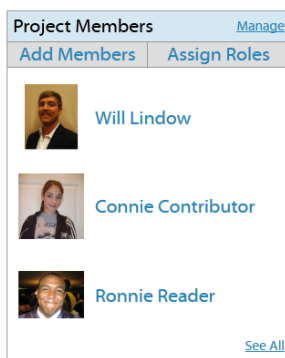 Project Members Manage
Add Members Assign Roles
Will Lindow
Connie Contributor
Ronnie Reader
See All